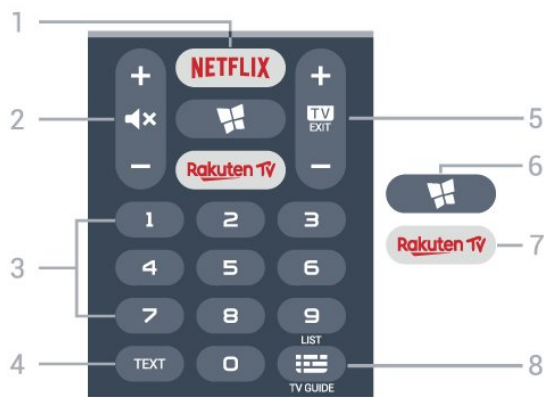 1
NETFLIX
+ +
2
TV
EXIT
5
6
− −
Rakuten TV
1 2 3
Rakuten TV
7
3
4 5 6
7 8 9
LIST
4
TEXT 0
8
TV GUIDE